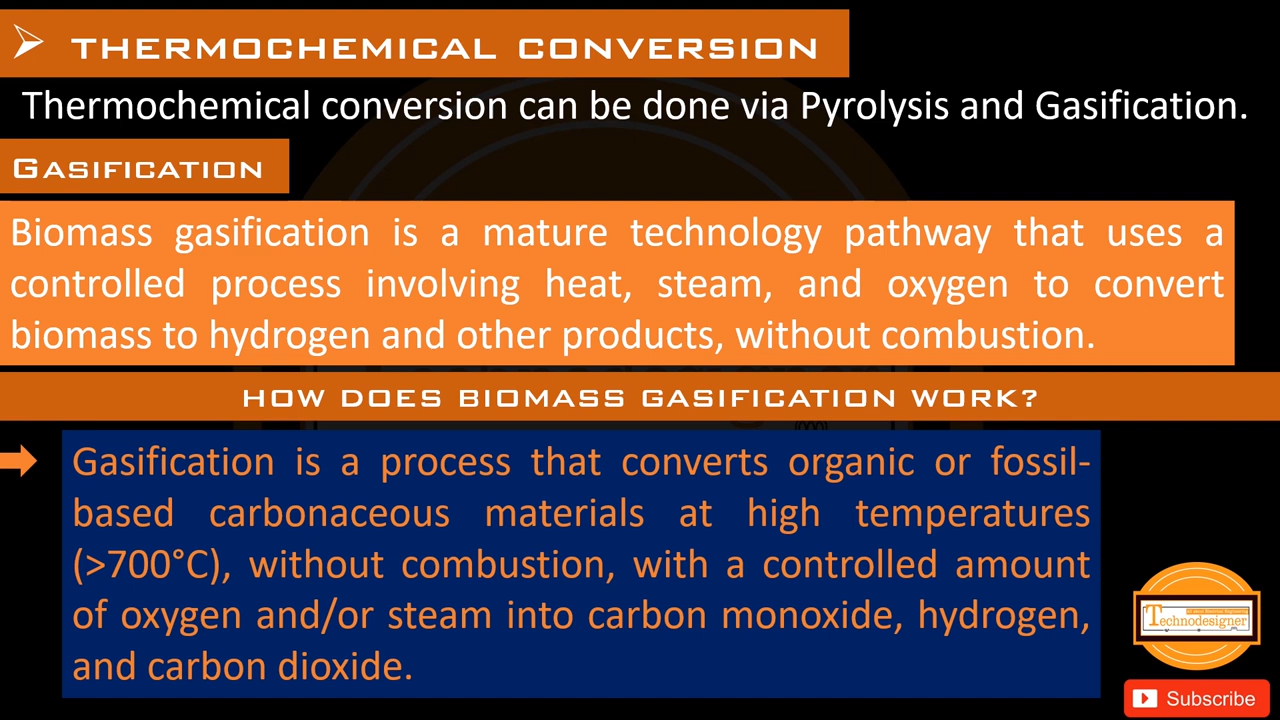 THERMOCHEMICAL CONVERSION
Thermochemical conversion can be done via Pyrolysis and Gasification.
GASIFICATION
Biomass gasification is a mature technology pathway that uses a
controlled process involving heat, steam, and oxygen to convert
biomass to hydrogen and other products, without combustion.
HOW DOES BIOMASS GASIFICATION WORK?
Gasification is a process that converts organic or fossil-
based carbonaceous materials at high temperatures
(>700°C), without combustion, with a controlled amount
of oxygen and/or steam into carbon monoxide, hydrogen,
and carbon dioxide.
All About Electrical Engineering
Technodesigner
Subscribe